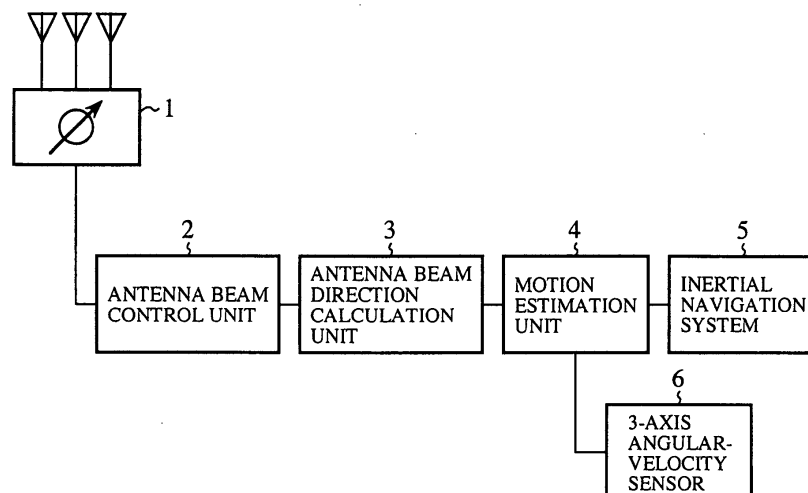 1
2
3
4
5
ANTENNA BEAM
CONTROL UNIT
ANTENNA BEAM
DIRECTION
CALCULATION
UNIT
MOTION
ESTIMATION
UNIT
INERTIAL
NAVIGATION
SYSTEM
6
3-AXIS
ANGULAR-
VELOCITY
SENSOR